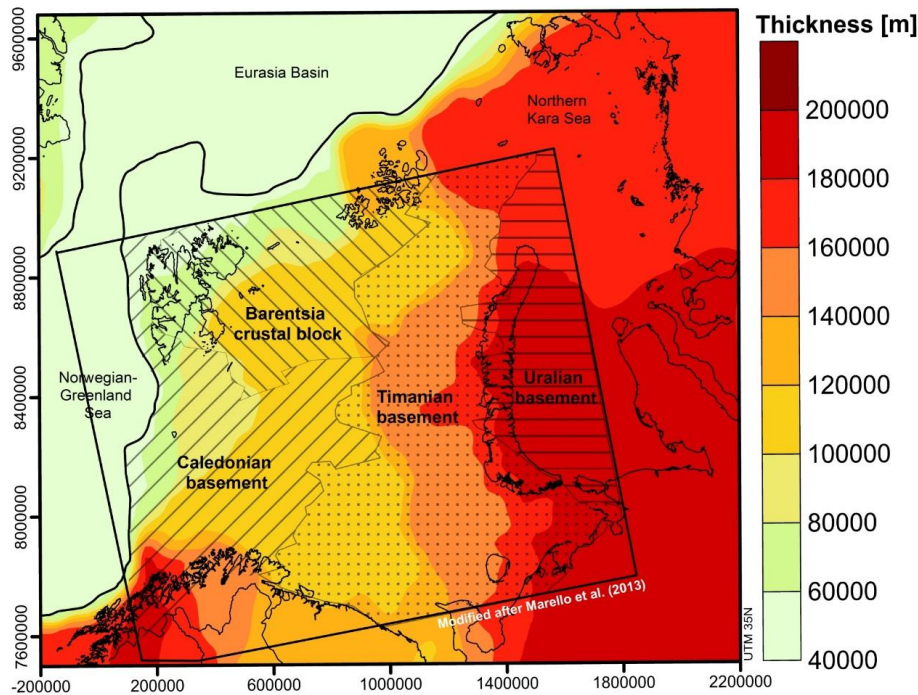 Thickness [m]
9600000
9200000
8800000
8400000
8000000
7600000
Eurasia Basin
Northern
Kara Sea
Barentsia
crustal block
Norwegian-
Greenland
Sea
Timanian
basement
Uralian
basement
Caledonian
basement
Modified after Marello et al. (2013)
UTM 35N
200000
180000
160000
140000
120000
100000
80000
60000
40000
-200000
200000
600000
1000000
1400000
1800000
2200000